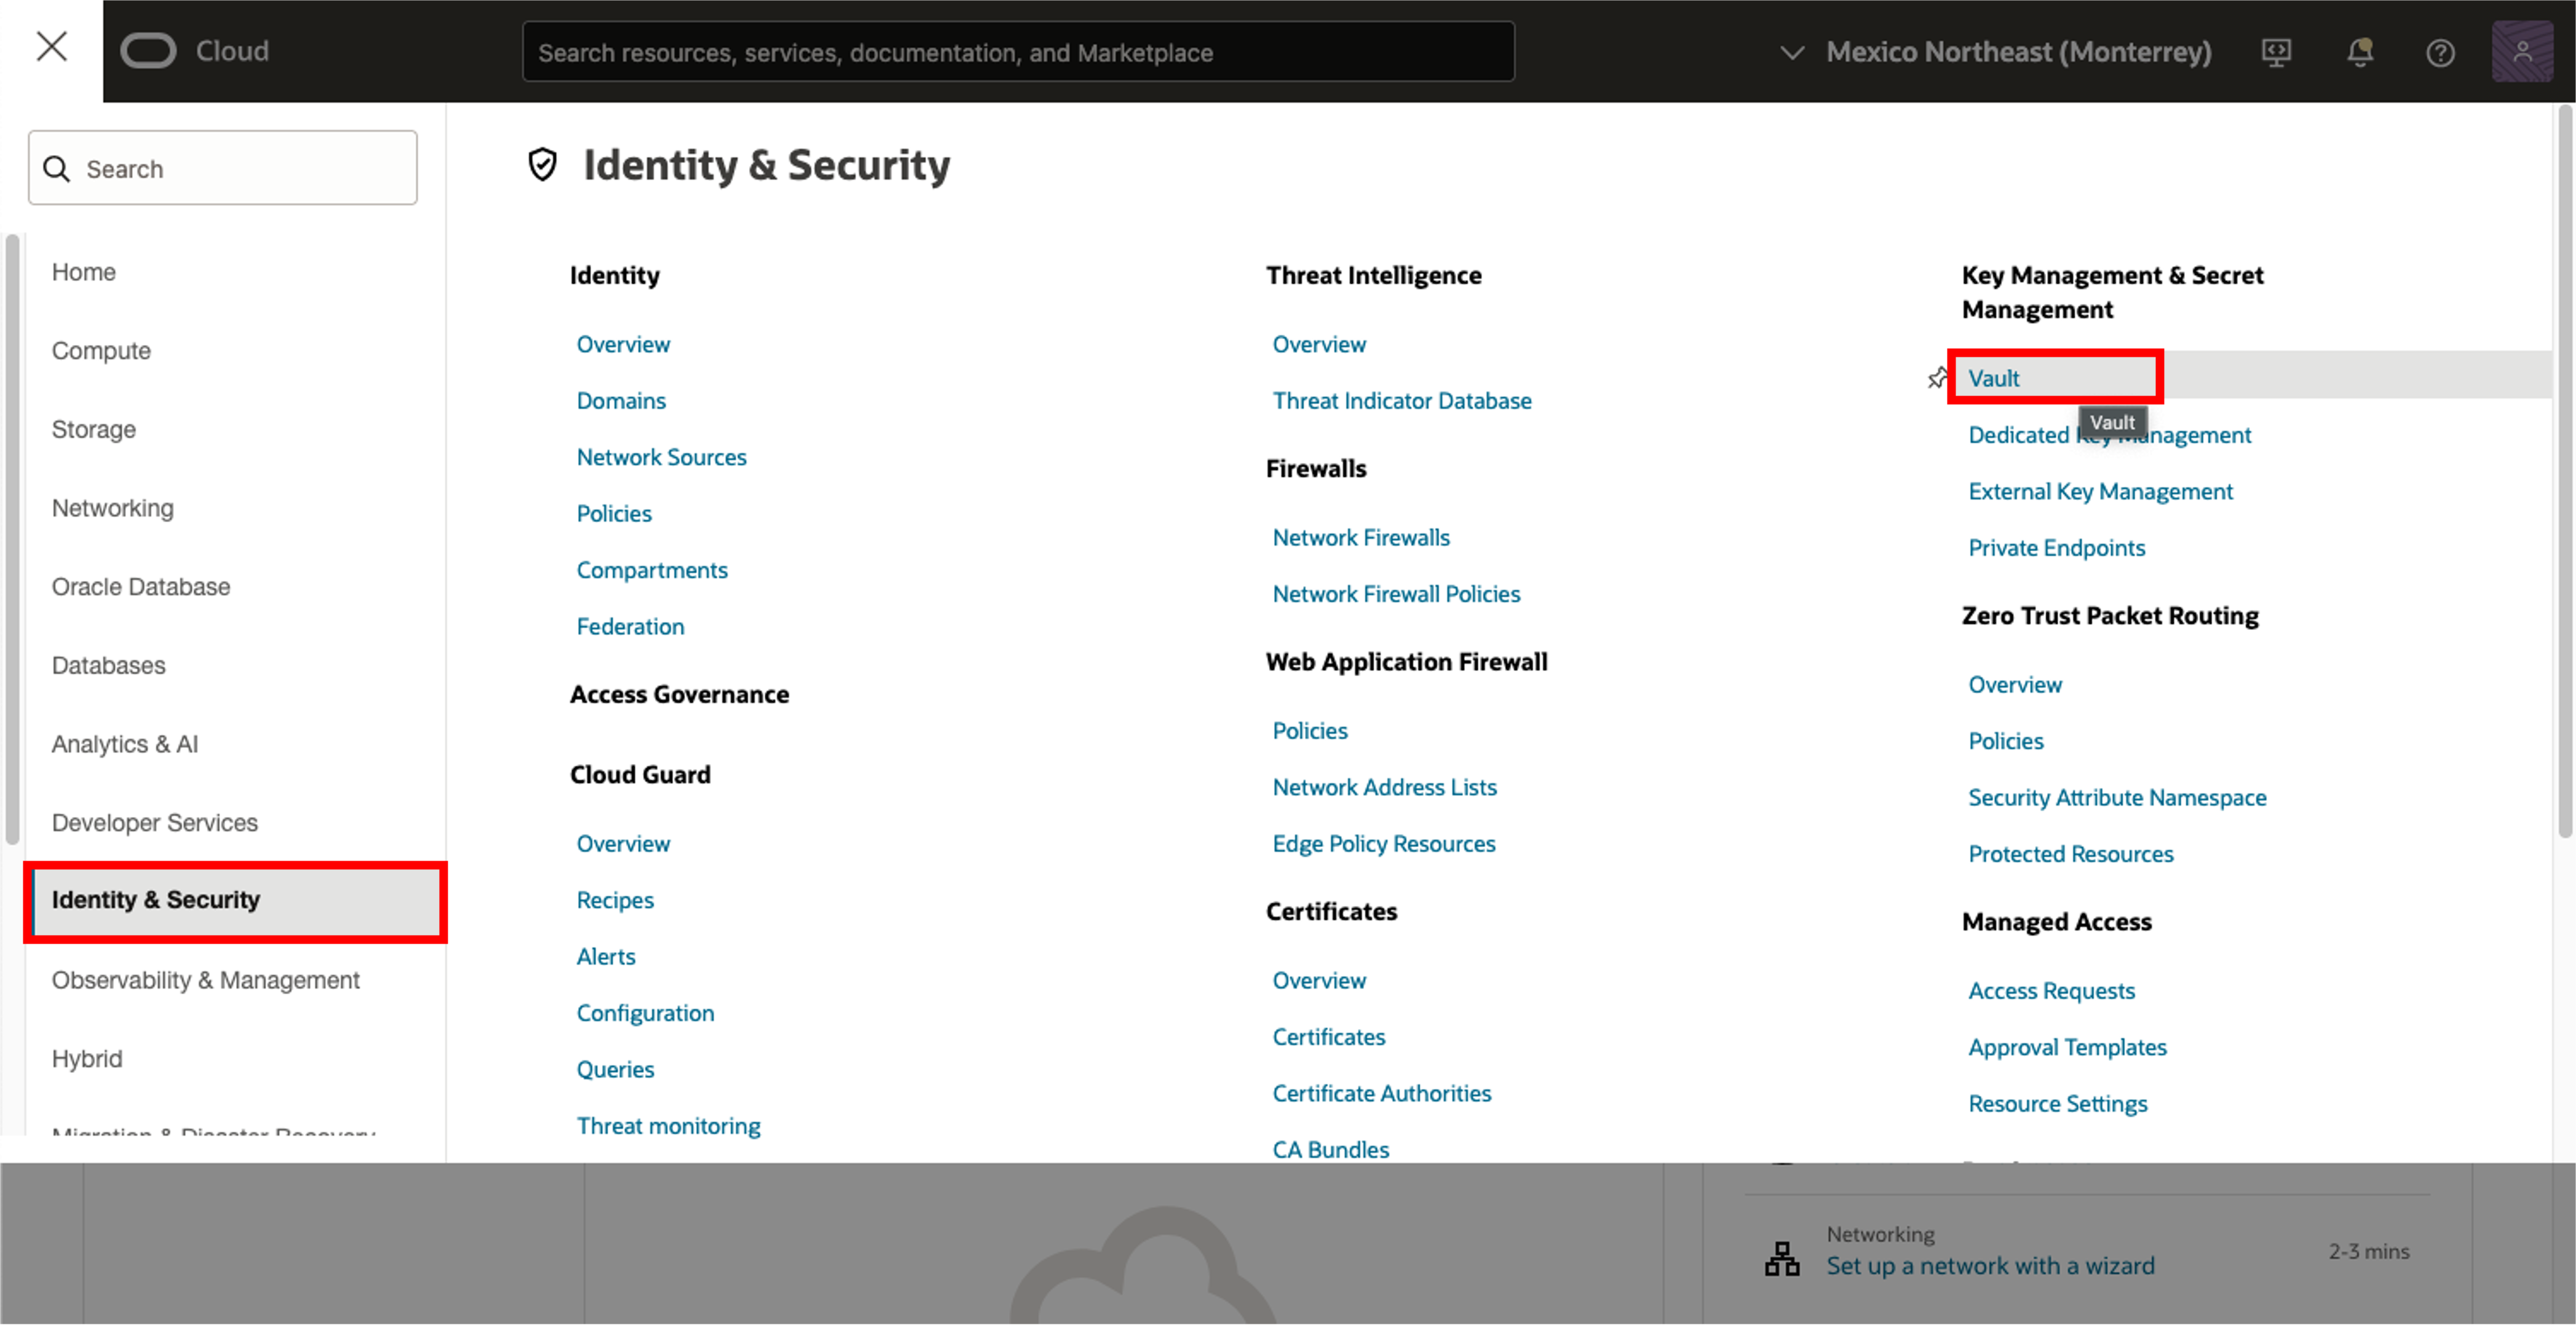 Cloud
Search resources, services, documentation, and Marketplace
Mexico Northeast (Monterrey)
Search
Home
Compute
Storage
Networking
Oracle Database
Databases
Analytics & AI
Developer Services
Identity & Security
Observability & Management
Hybrid
Migration & Disaster Recovery
Identity & Security
Identity
Overview
Domains
Network Sources
Policies
Compartments
Federation
Access Governance
Cloud Guard
Overview
Recipes
Alerts
Configuration
Queries
Threat monitoring
Threat Intelligence
Overview
Threat Indicator Database
Firewalls
Network Firewalls
Network Firewall Policies
Web Application Firewall
Policies
Network Address Lists
Edge Policy Resources
Certificates
Overview
Certificates
Certificate Authorities
CA Bundles
Key Management & Secret
Management
Vault
Vault
Dedicated Key Management
External Key Management
Private Endpoints
Zero Trust Packet Routing
Overview
Policies
Security Attribute Namespace
Protected Resources
Managed Access
Access Requests
Approval Templates
Resource Settings
Networking
Set up a network with a wizard
2-3 mins